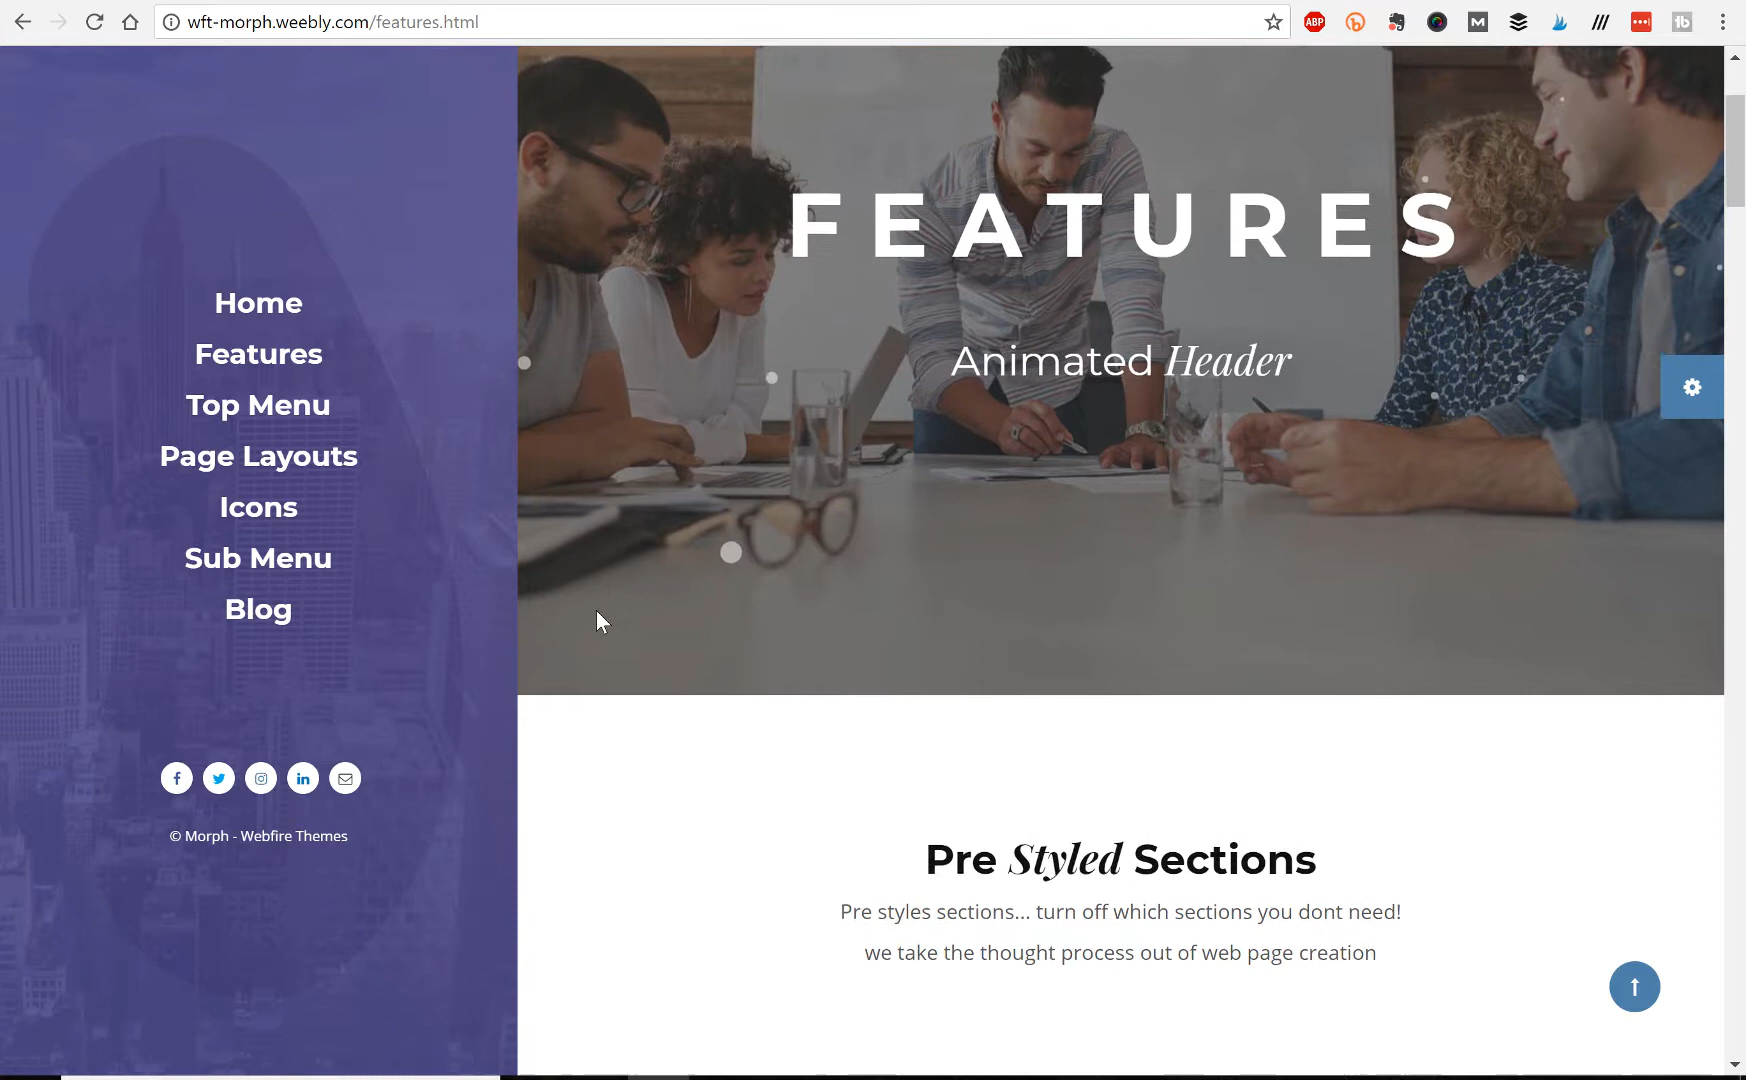 wft-morph.weebly.com/features.html
ABP
Home
Features
Top Menu
Page Layouts
Icons
Sub Menu
Blog
© Morph - Webfire Themes
FEATURES
Animated Header
Pre Styled Sections
Pre styles sections... turn off which sections you dont need!
we take the thought process out of web page creation